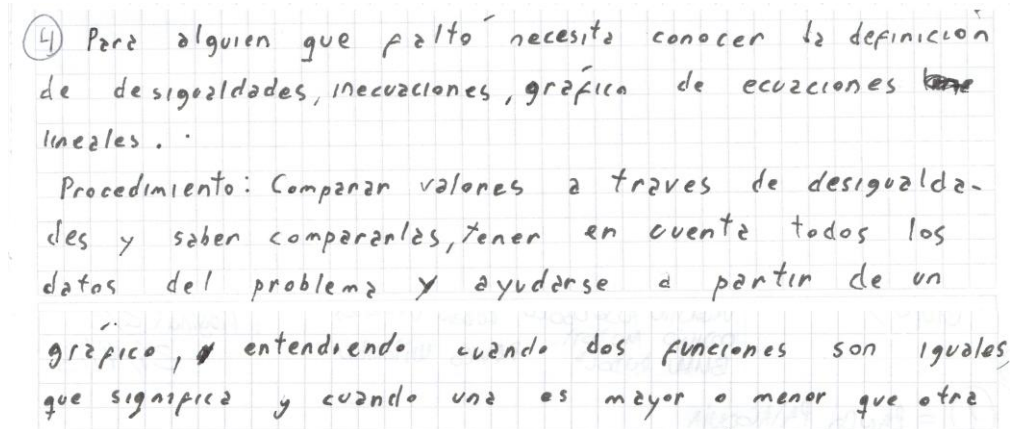 4) Para alguien que faltó necesita conocer la definición
de desigualdades, inecuaciones, gráfica de ecuaciones
lineales.
Procedimiento: Comparar valores a traves de desigualda-
des y saber compararlas, tener en cuenta todos los
datos del problema y ayudarse a partir de un
gráfico, entendiendo cuando dos funciones son iguales,
que significa y cuando una es mayor o menor que otra